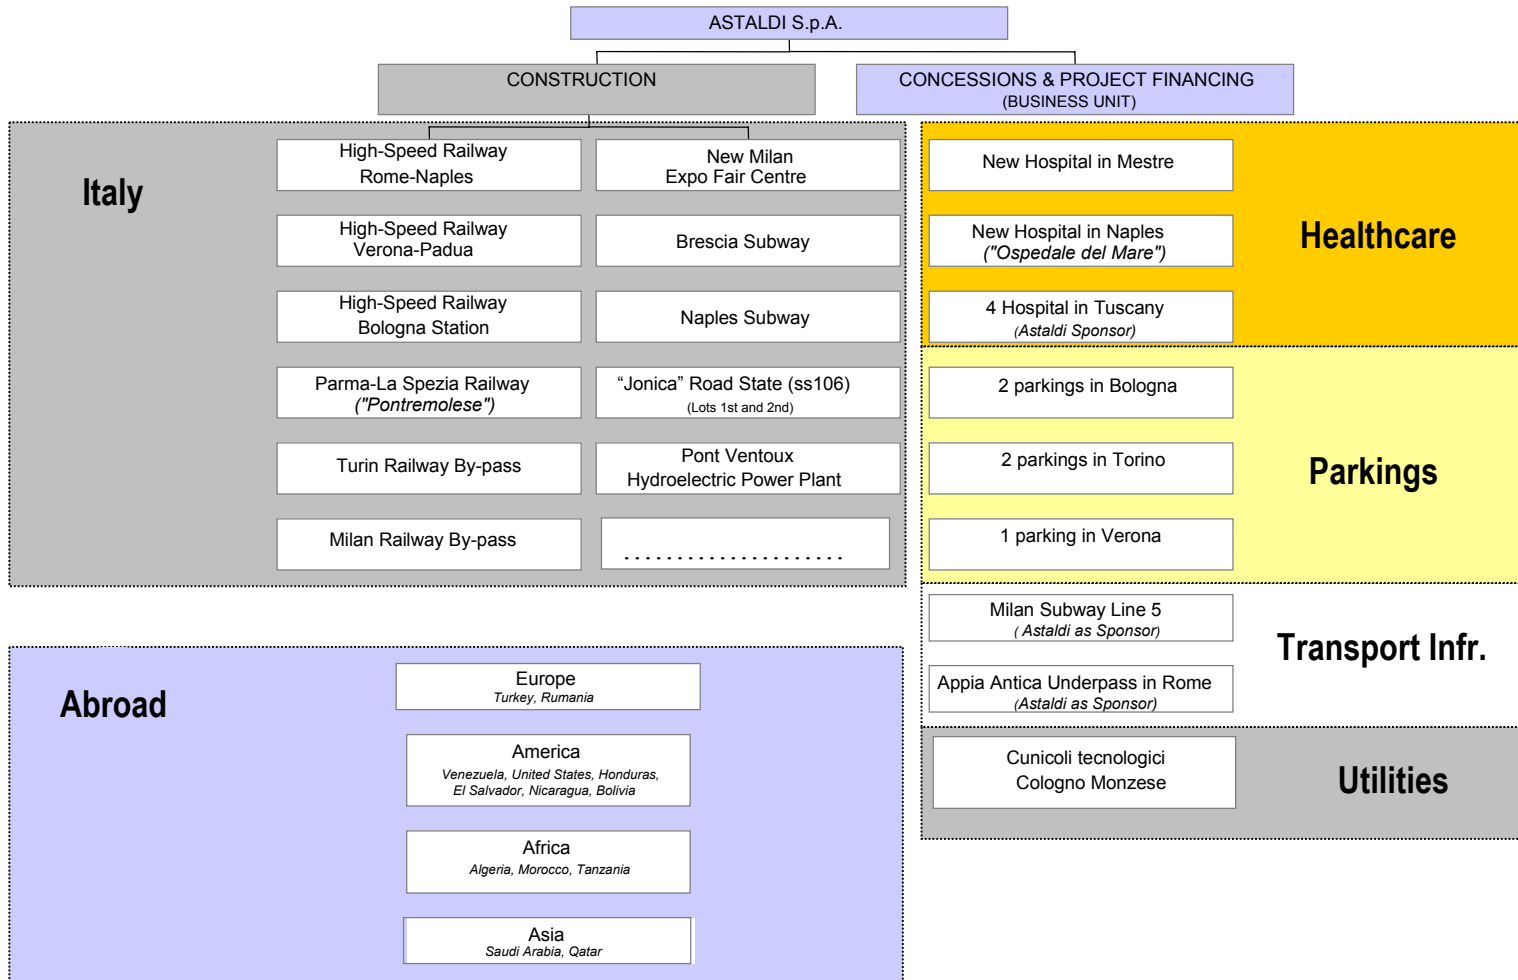 ASTALDI S.p.A.
CONSTRUCTION
CONCESSIONS & PROJECT FINANCING
(BUSINESS UNIT)
Italy
High-Speed Railway
Rome-Naples
New Milan
Expo Fair Centre
High-Speed Railway
Verona-Padua
Brescia Subway
High-Speed Railway
Bologna Station
Naples Subway
Parma-La Spezia Railway
("Pontremolese")
“Jonica” Road State (ss106)
(Lots 1st and 2nd)
Turin Railway By-pass
Pont Ventoux
Hydroelectric Power Plant
Milan Railway By-pass
.....................
Abroad
Europe
Turkey, Rumania
America
Venezuela, United States, Honduras,
El Salvador, Nicaragua, Bolivia
Africa
Algeria, Morocco, Tanzania
Asia
Saudi Arabia, Qatar
New Hospital in Mestre
New Hospital in Naples
("Ospedale del Mare")
4 Hospital in Tuscany
(Astaldi Sponsor)
Healthcare
2 parkings in Bologna
2 parkings in Torino
1 parking in Verona
Parkings
Milan Subway Line 5
( Astaldi as Sponsor)
Appia Antica Underpass in Rome
(Astaldi as Sponsor)
Transport Infr.
Cunicoli tecnologici
Cologno Monzese
Utilities